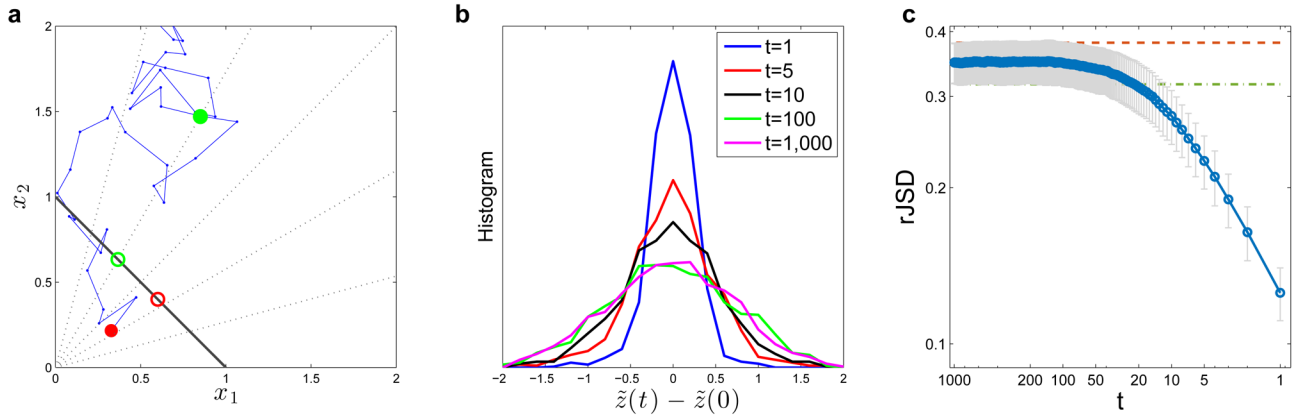 a
2
1.5
x2
1
0.5
0
0 0.5 1 1.5 2
x1
b
Histogram
t=1
t=5
t=10
t=100
t=1,000
−2 −1.5 −1 −0.5 0 0.5 1 1.5 2
z̃(t) − z̃(0)
c
0.4
0.3
rJSD
0.2
0.1
1000 200 100 50 20 10 5 1
t